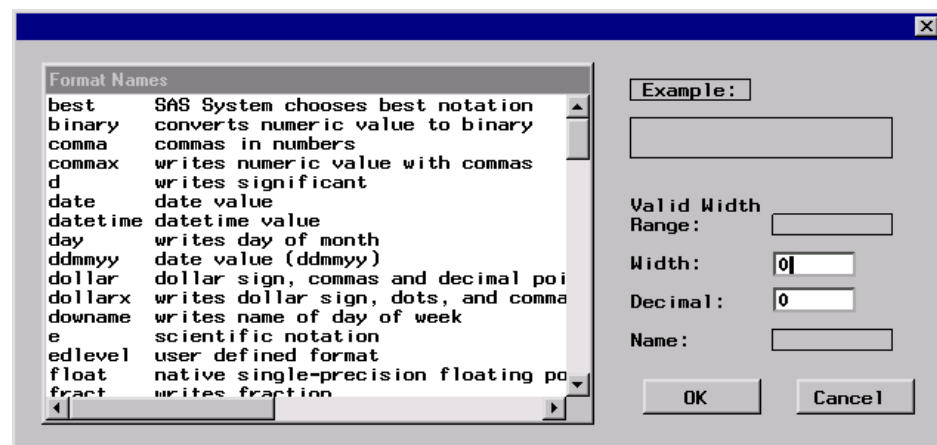 Format Names
best SAS System chooses best notation
binary converts numeric value to binary
comma commas in numbers
commax writes numeric value with commas
d writes significant
date date value
datetime datetime value
day writes day of month
ddmmyy date value (ddmmyy)
dollar dollar sign, commas and decimal poi
dollarx writes dollar sign, dots, and comma
downame writes name of day of week
e scientific notation
edlevel user defined format
float native single-precision floating po
fract writes fraction
Example:
Valid Width
Range:
Width: 0
Decimal: 0
Name:
OK Cancel